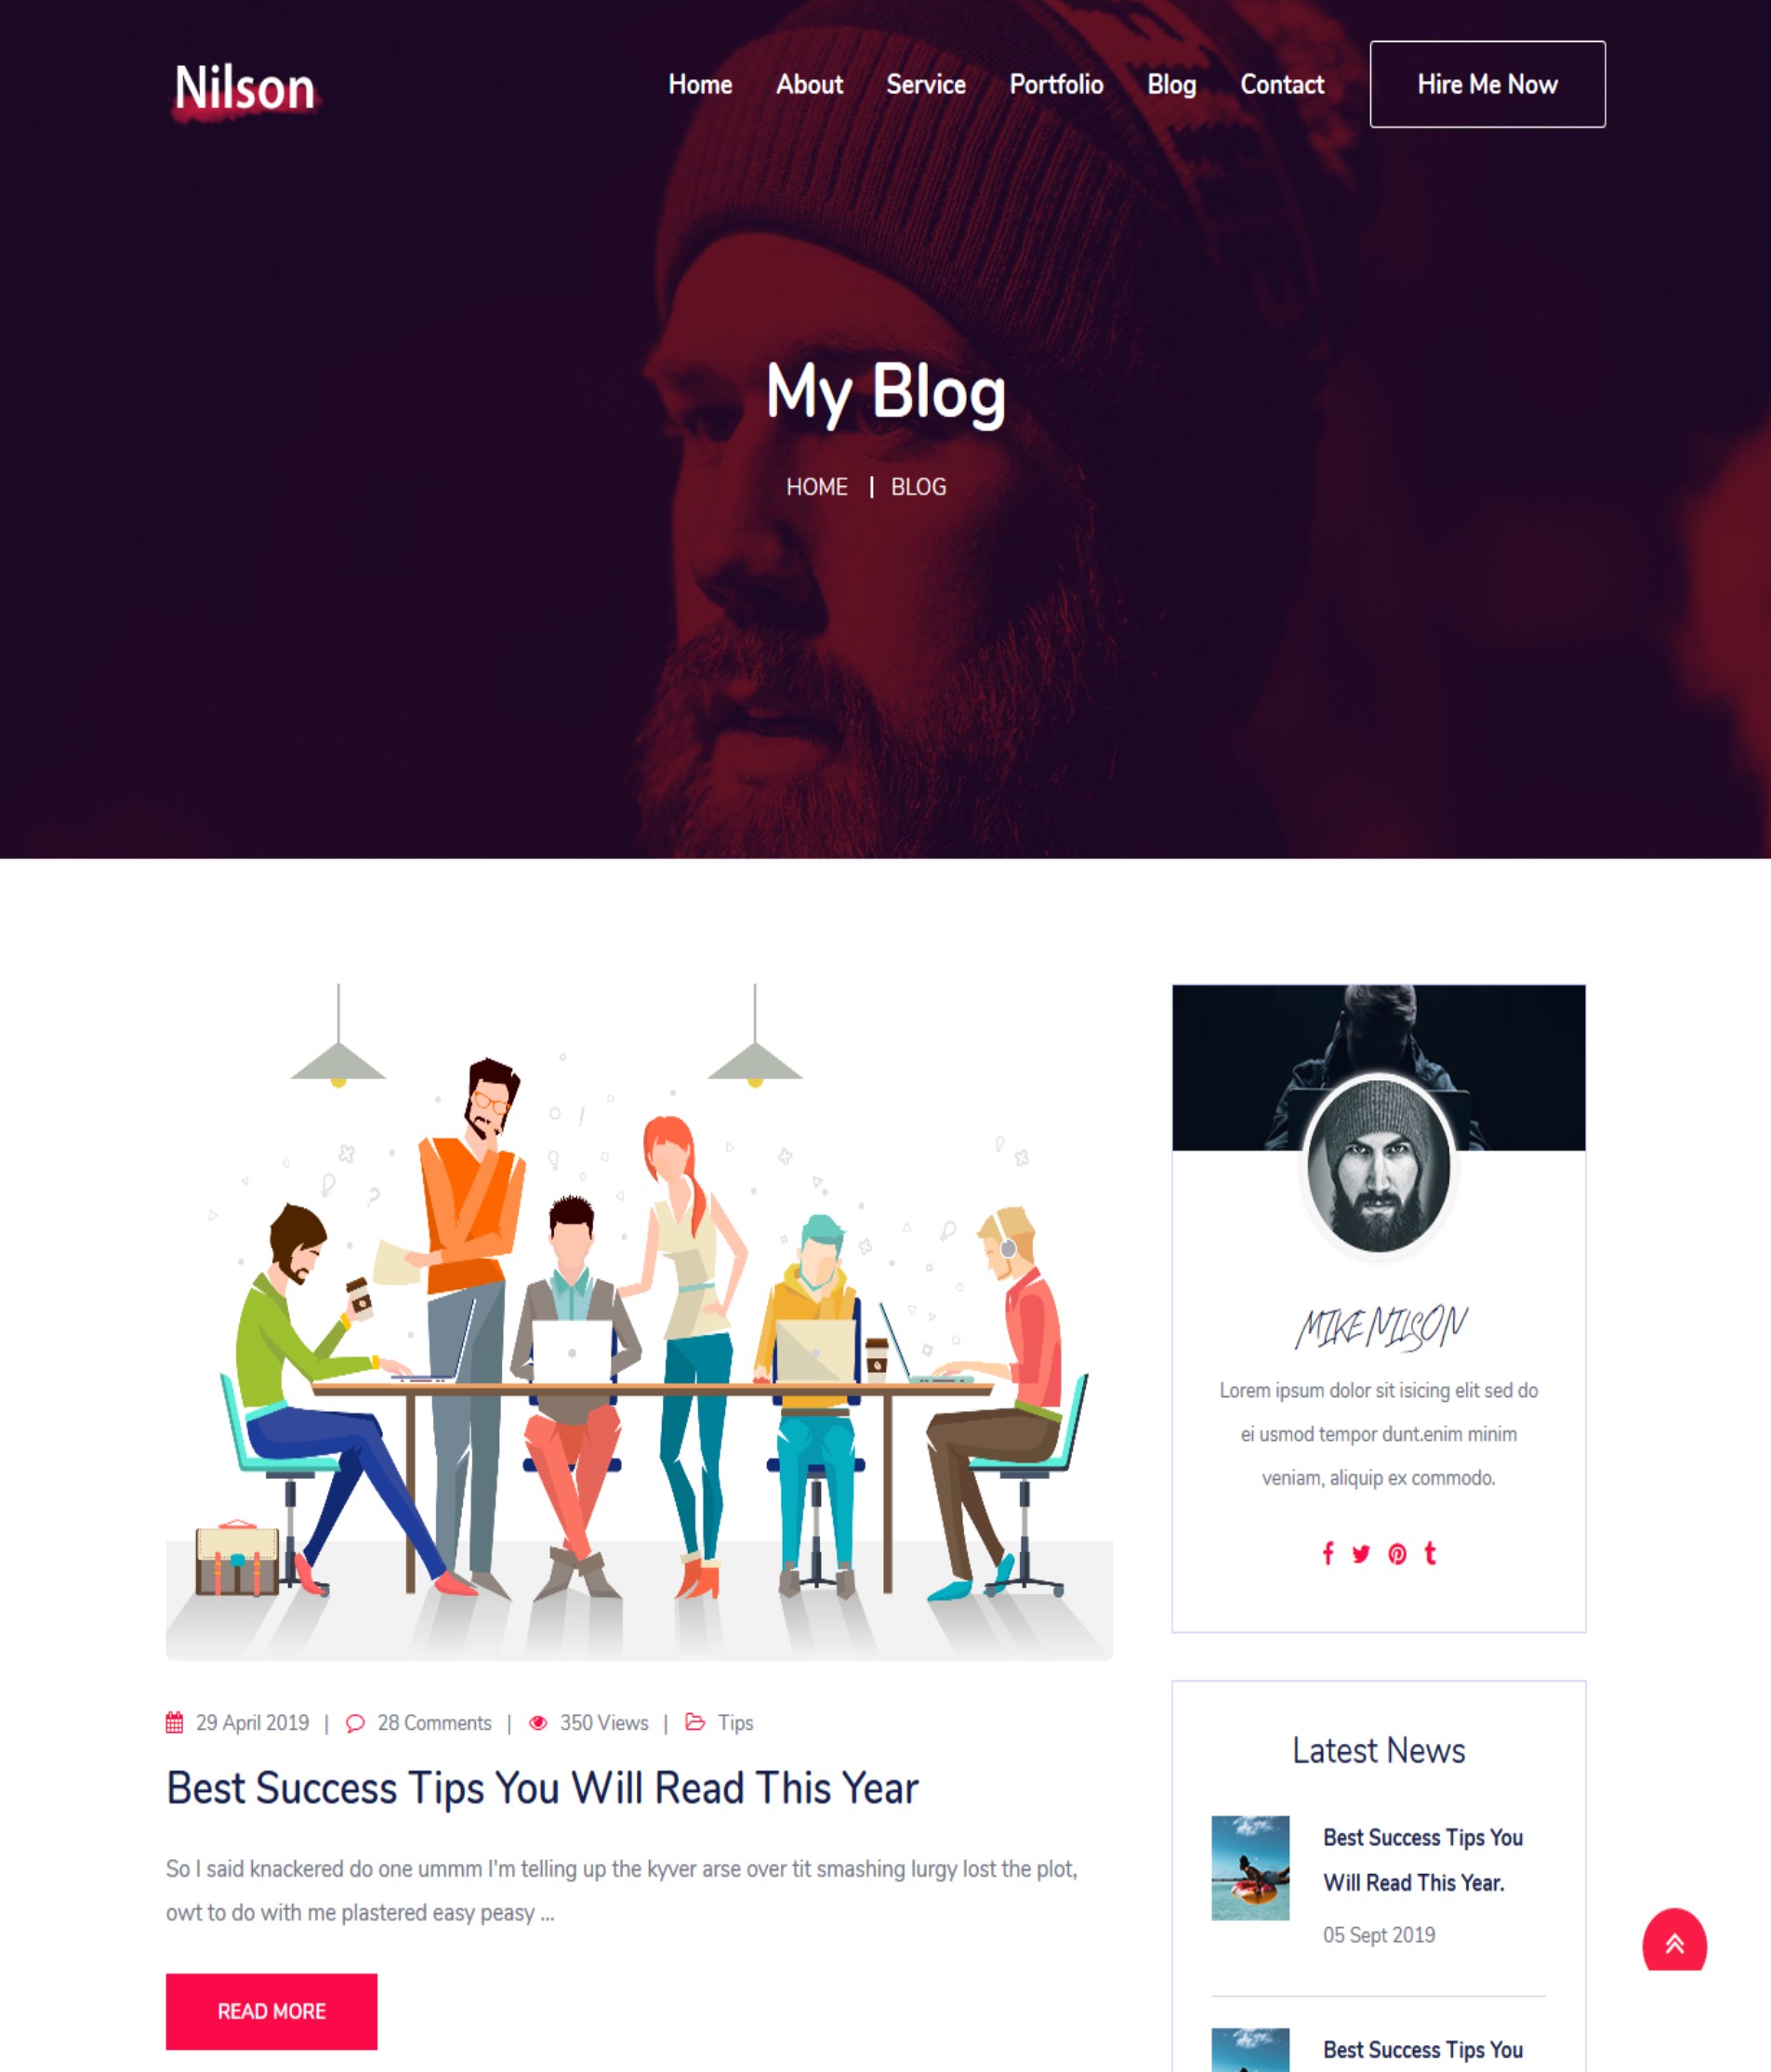 Nilson
Home About Service Portfolio Blog Contact Hire Me Now
My Blog
HOME | BLOG
MIKE NILSON
Lorem ipsum dolor sit isicing elit sed do
ei usmod tempor dunt.enim minim
veniam, aliquip ex commodo.
29 April 2019 | 28 Comments | 350 Views | Tips
Best Success Tips You Will Read This Year
So I said knackered do one ummm I'm telling up the kyver arse over tit smashing lurgy lost the plot,
owt to do with me plastered easy peasy ...
READ MORE
Latest News
Best Success Tips You
Will Read This Year.
05 Sept 2019
Best Success Tips You